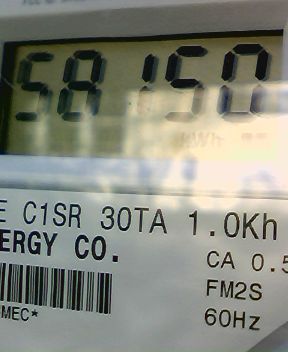 58150
kWh
E C1SR 30TA 1.0Kh
ERGY CO.
CA 0.5
FM2S
MEC*
60Hz